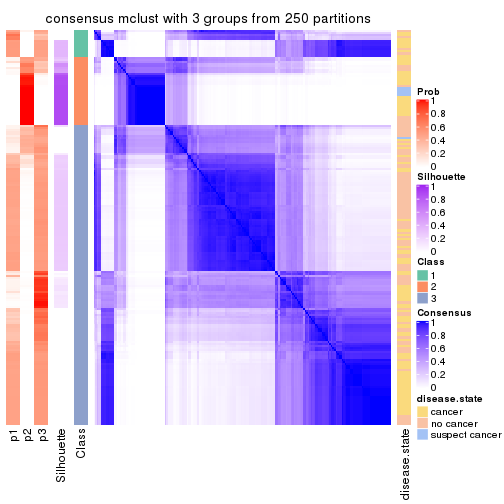 consensus mclust with 3 groups from 250 partitions
Prob
1
0.8
0.6
0.4
0.2
0
Silhouette
1
0.8
0.6
0.4
0.2
0
Class
1
2
3
Consensus
1
0.8
0.6
0.4
0.2
0
disease.state
cancer
no cancer
suspect cancer
p1
p2
p3
Silhouette
Class
disease.state